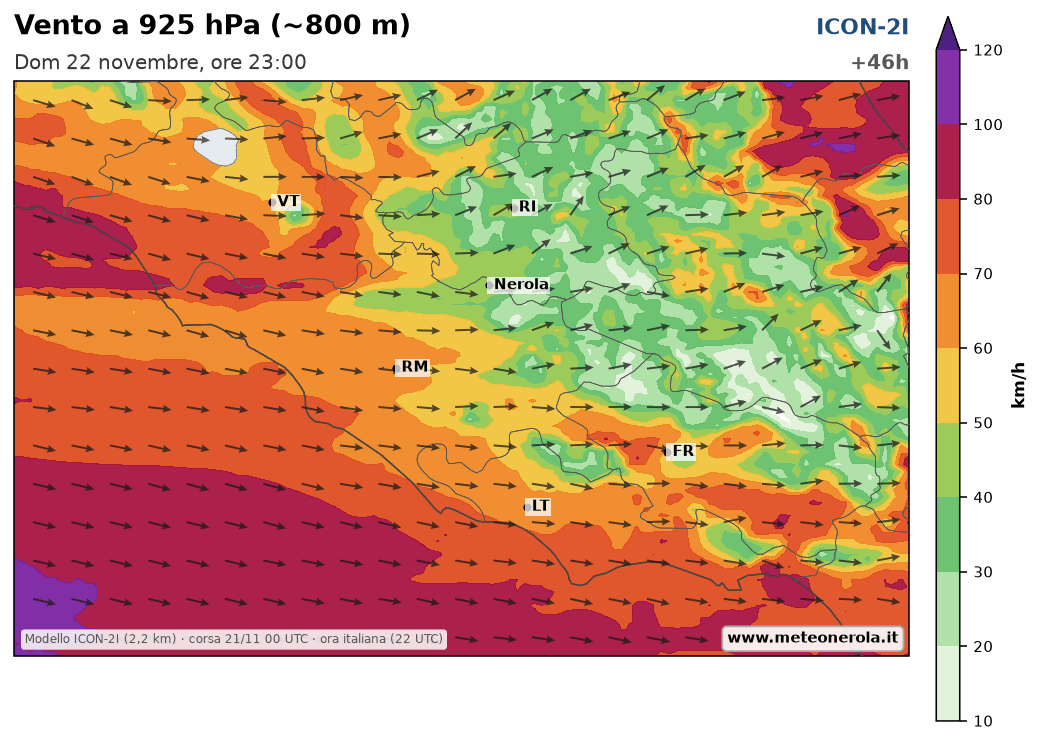 Vento a 925 hPa (~800 m)
ICON-2I
Dom 22 novembre, ore 23:00
+46h
120
100
80
70
60
50
40
30
20
10
km/h
VT
RI
Nerola
RM
FR
LT
Modello ICON-2I (2,2 km) · corsa 21/11 00 UTC · ora italiana (22 UTC)
www.meteonerola.it